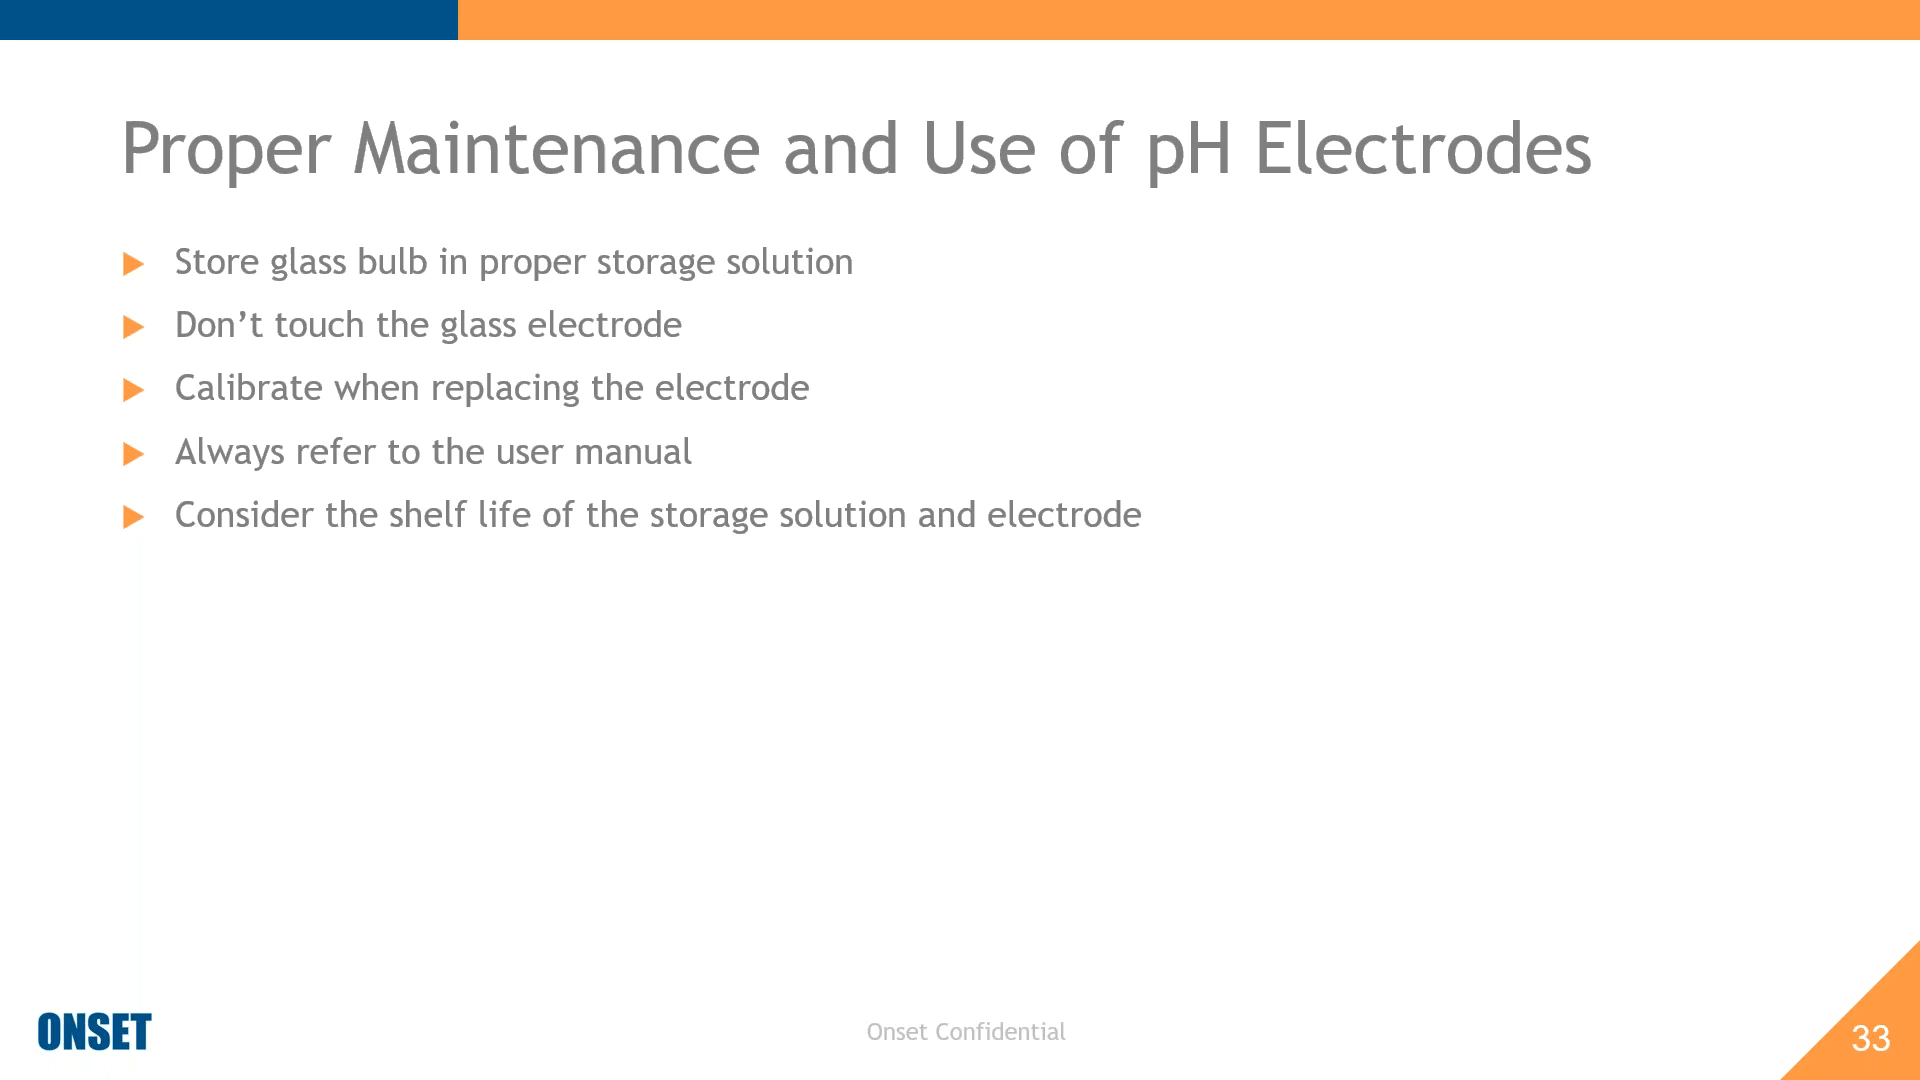 Proper Maintenance and Use of pH Electrodes
Store glass bulb in proper storage solution
Don’t touch the glass electrode
Calibrate when replacing the electrode
Always refer to the user manual
Consider the shelf life of the storage solution and electrode
ONSET
Onset Confidential
33